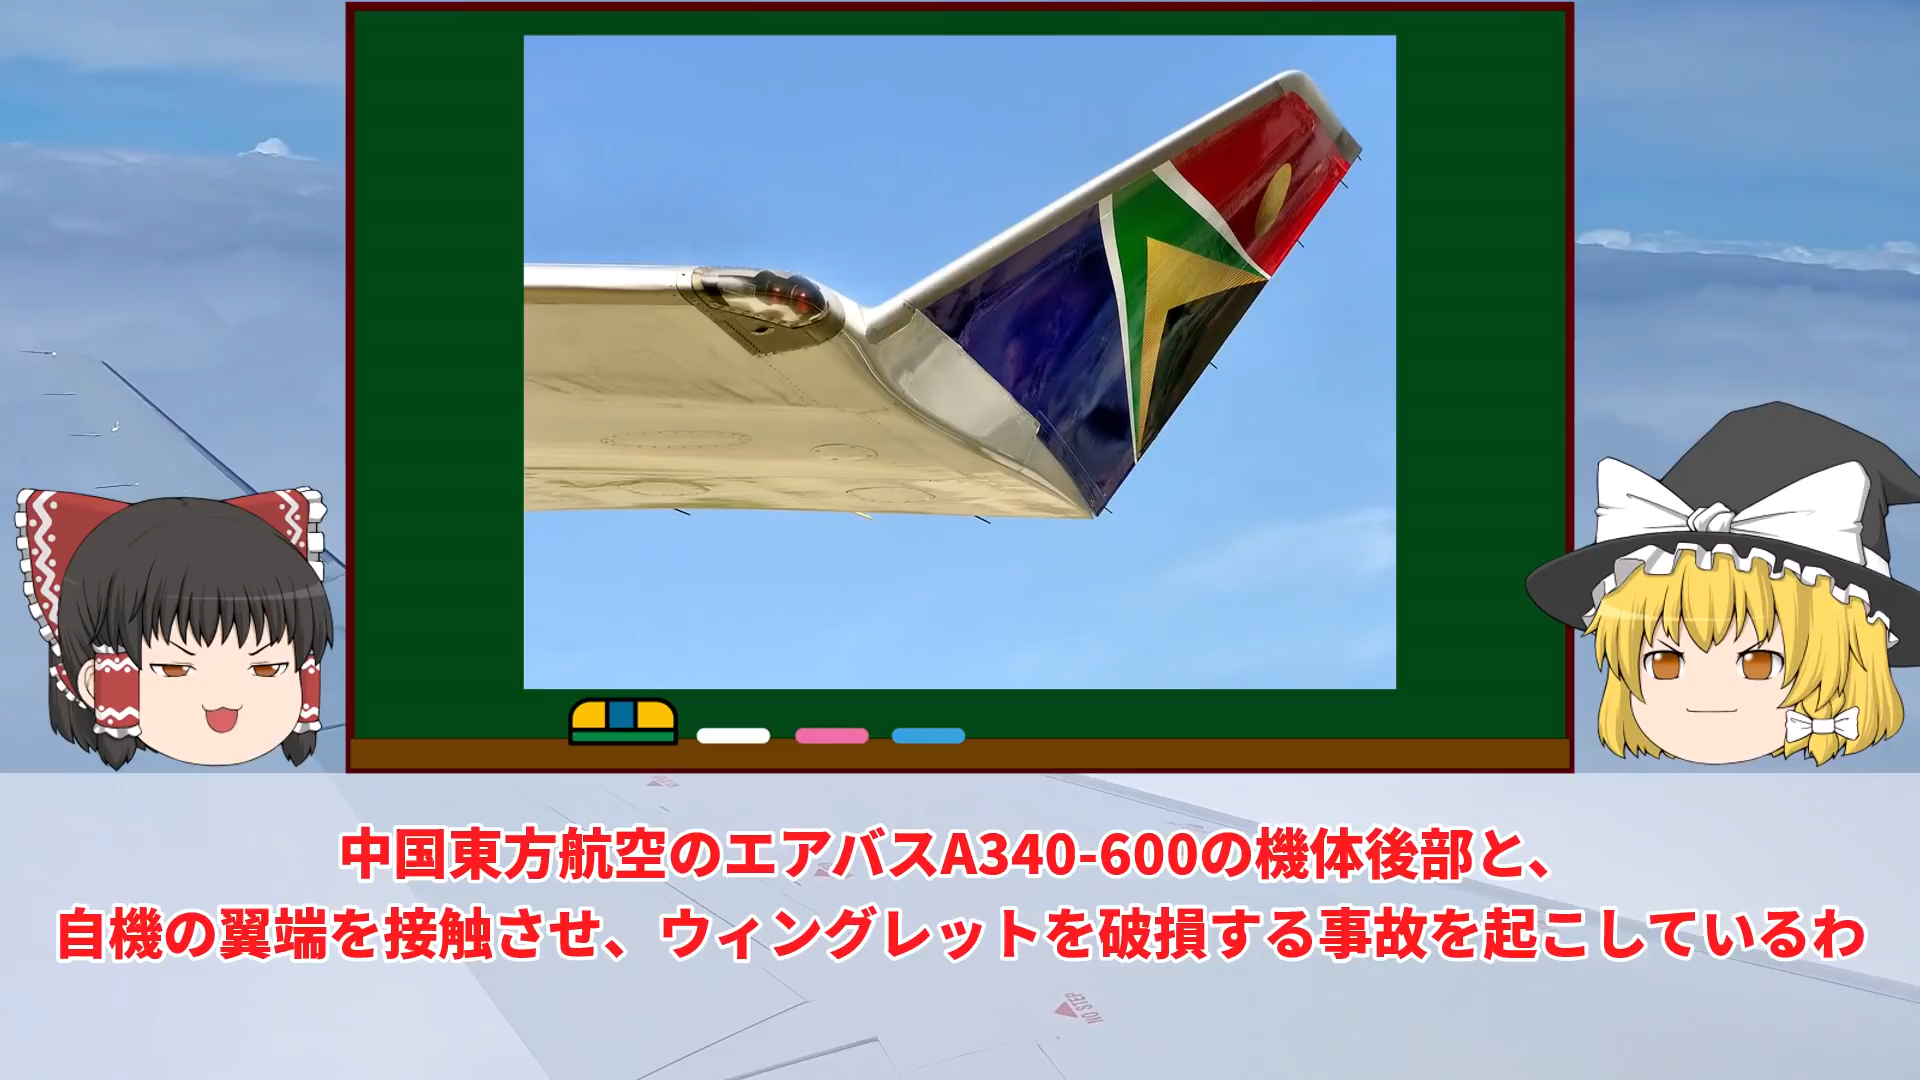 中国東方航空のエアバスA340-600の機体後部と、
自機の翼端を接触させ、ウィングレットを破損する事故を起こしているわ
NO STEP